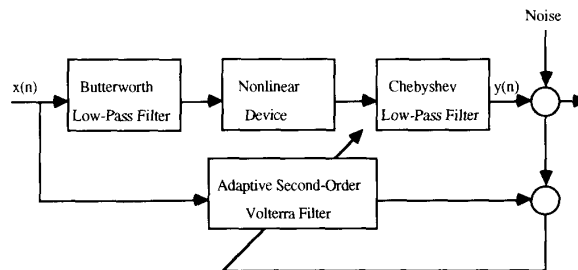 Noise
x(n)
Butterworth
Low-Pass Filter
Nonlinear
Device
Chebyshev
Low-Pass Filter
y(n)
Adaptive Second-Order
Volterra Filter